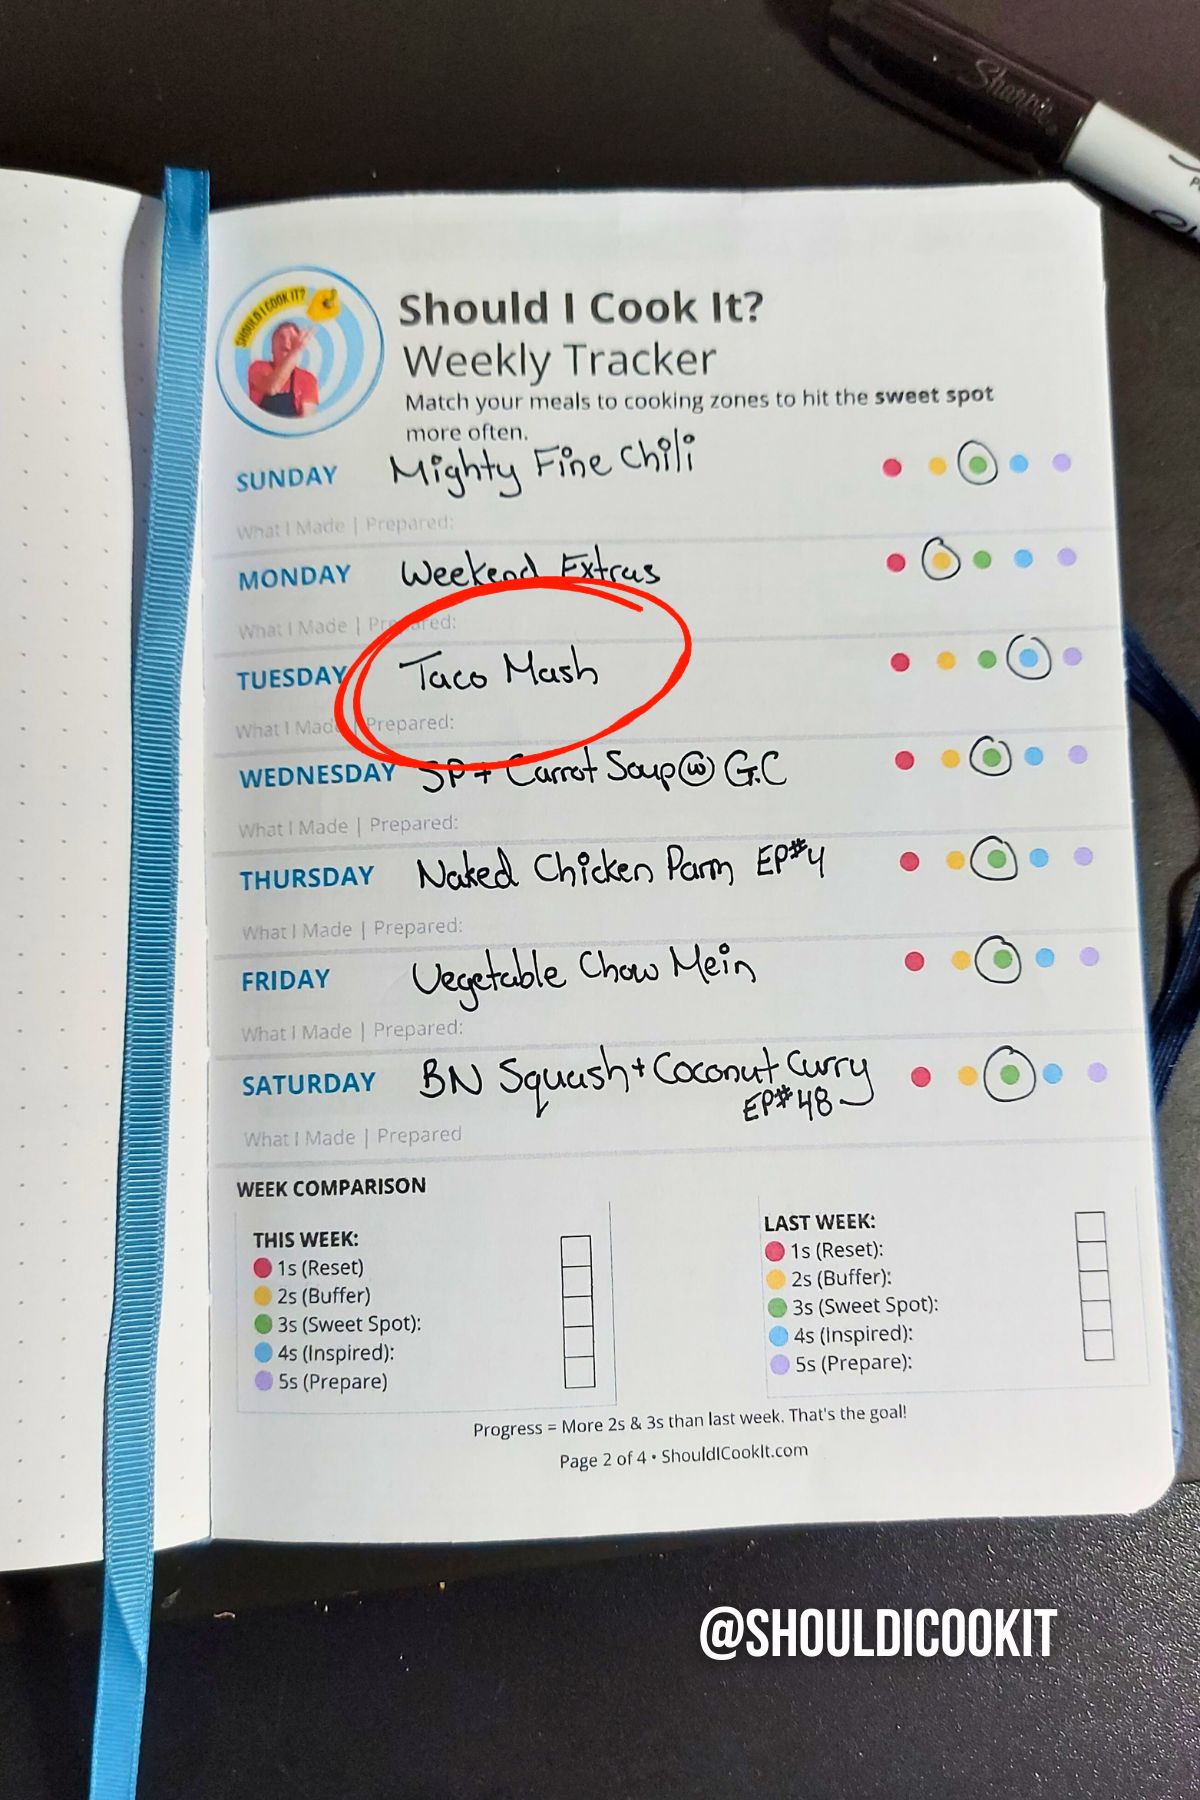 Sharpie
SHOULD I COOK IT?
Should I Cook It?
Weekly Tracker
Match your meals to cooking zones to hit the sweet spot
more often.
SUNDAY Mighty Fine Chili
What I Made | Prepared:
MONDAY Weekend Extras
What I Made | Prepared:
TUESDAY Taco Mash
What I Made | Prepared:
WEDNESDAY SP + Carrot Soup @ G.C
What I Made | Prepared:
THURSDAY Naked Chicken Parm EP#4
What I Made | Prepared:
FRIDAY Vegetable Chow Mein
What I Made | Prepared:
SATURDAY BN Squash + Coconut Curry
EP#48
What I Made | Prepared
WEEK COMPARISON
THIS WEEK:
1s (Reset)
2s (Buffer)
3s (Sweet Spot):
4s (Inspired):
5s (Prepare)
LAST WEEK:
1s (Reset):
2s (Buffer):
3s (Sweet Spot):
4s (Inspired):
5s (Prepare):
Progress = More 2s & 3s than last week. That's the goal!
Page 2 of 4 • ShouldICookIt.com
@SHOULDICOOKIT